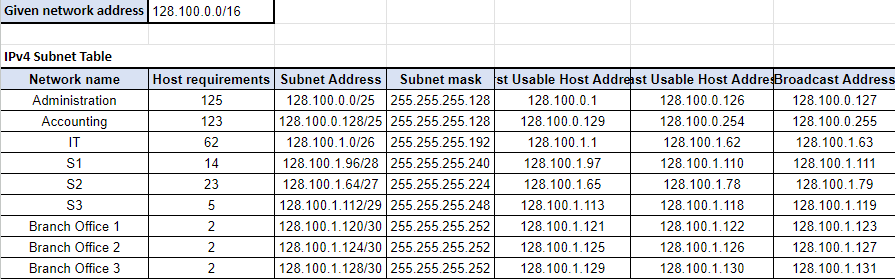 Given network address 128.100.0.0/16
IPv4 Subnet Table
Network name Host requirements Subnet Address Subnet mask rst Usable Host Addre ast Usable Host Addre Broadcast Address
Administration 125 128.100.0.0/25 255.255.255.128 128.100.0.1 128.100.0.126 128.100.0.127
Accounting 123 128.100.0.128/25 255.255.255.128 128.100.0.129 128.100.0.254 128.100.0.255
IT 62 128.100.1.0/26 255.255.255.192 128.100.1.1 128.100.1.62 128.100.1.63
S1 14 128.100.1.96/28 255.255.255.240 128.100.1.97 128.100.1.110 128.100.1.111
S2 23 128.100.1.64/27 255.255.255.224 128.100.1.65 128.100.1.78 128.100.1.79
S3 5 128.100.1.112/29 255.255.255.248 128.100.1.113 128.100.1.118 128.100.1.119
Branch Office 1 2 128.100.1.120/30 255.255.255.252 128.100.1.121 128.100.1.122 128.100.1.123
Branch Office 2 2 128.100.1.124/30 255.255.255.252 128.100.1.125 128.100.1.126 128.100.1.127
Branch Office 3 2 128.100.1.128/30 255.255.255.252 128.100.1.129 128.100.1.130 128.100.1.131